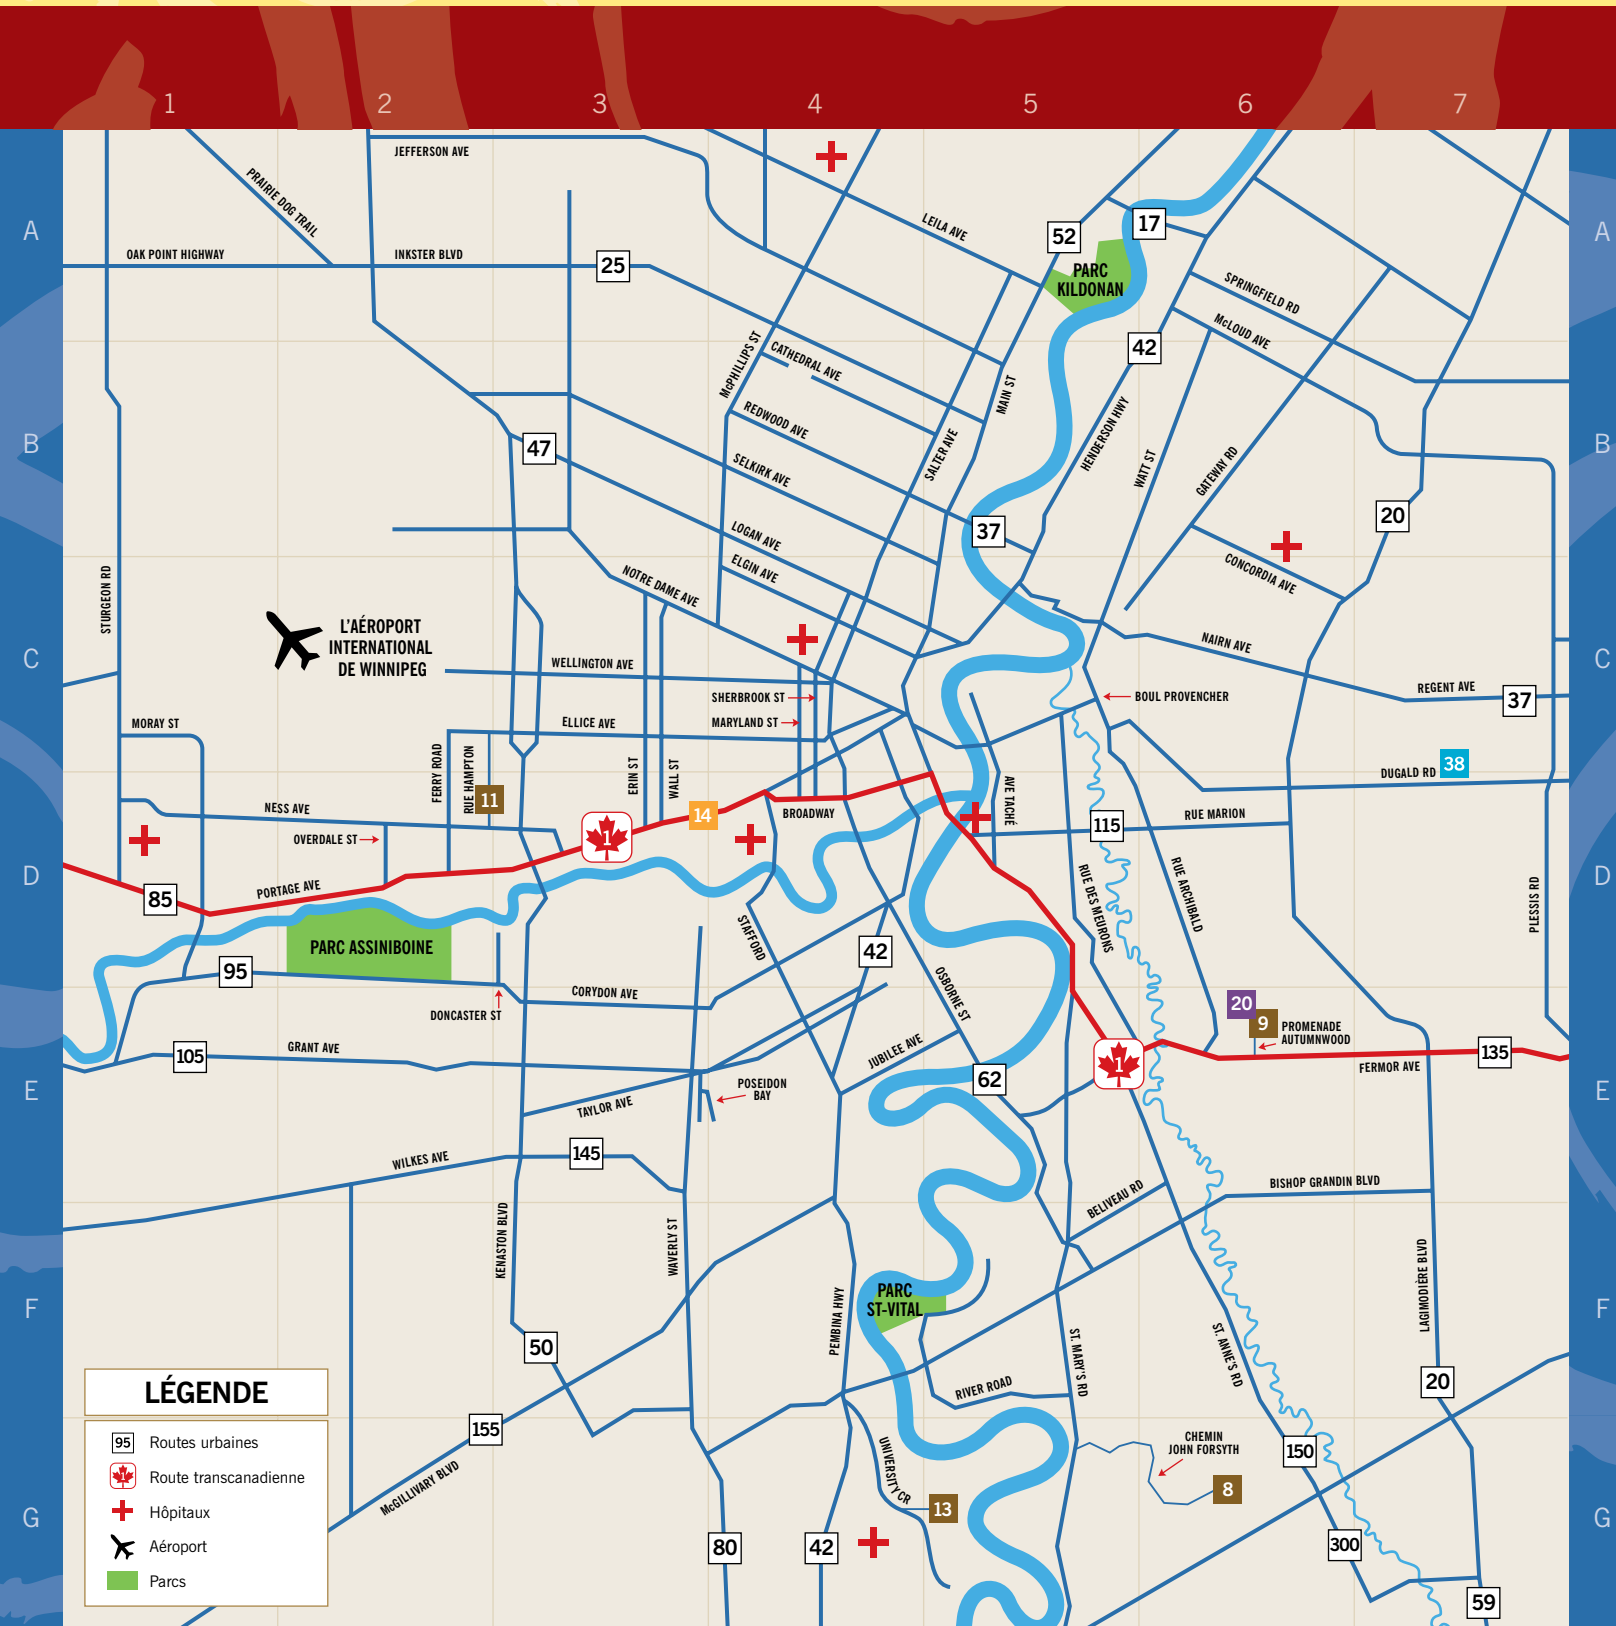 1 2 3 4 5 6 7
JEFFERSON AVE
PRAIRIE DOG TRAIL
A
LEILA AVE
52
17
A
OAK POINT HIGHWAY
INKSTER BLVD
25
PARC
KILDONAN
SPRINGFIELD RD
McLOUD AVE
42
McPHILLIPS ST
CATHEDRAL AVE
MAIN ST
REDWOOD AVE
HENDERSON HWY
B
47
SELKIRK AVE
SALTER AVE
WATT ST
GATEWAY RD
B
20
LOGAN AVE
37
ELGIN AVE
CONCORDIA AVE
NOTRE DAME AVE
STURGEON RD
L'AÉROPORT
INTERNATIONAL
DE WINNIPEG
C
WELLINGTON AVE
NAIRN AVE
C
SHERBROOK ST
BOUL PROVENCHER
REGENT AVE
37
MORAY ST
ELLICE AVE
MARYLAND ST
FERRY ROAD
RUE HAMPTON
ERIN ST
WALL ST
AVE TACHÉ
DUGALD RD
38
11
NESS AVE
14
BROADWAY
115
RUE MARION
OVERDALE ST
1
D
85
PORTAGE AVE
RUE DES MEURONS
RUE ARCHIBALD
PLESSIS RD
D
PARC ASSINIBOINE
STAFFORD
42
95
CORYDON AVE
OSBORNE ST
DONCASTER ST
20
9
PROMENADE
AUTUMNWOOD
105
GRANT AVE
JUBILEE AVE
1
135
FERMOR AVE
E
62
E
POSEIDON
BAY
TAYLOR AVE
WILKES AVE
145
BELIVEAU RD
BISHOP GRANDIN BLVD
KENASTON BLVD
WAVERLY ST
F
PARC
ST-VITAL
LAGIMODIÈRE BLVD
F
PEMBINA HWY
ST. MARY'S RD
ST. ANNE'S RD
50
20
RIVER ROAD
LÉGENDE
155
95 Routes urbaines
1 Route transcanadienne
Hôpitaux
Aéroport
Parcs
McGILLIVARY BLVD
UNIVERSITY CR
CHEMIN
JOHN FORSYTH
150
8
13
G
G
80
42
300
59